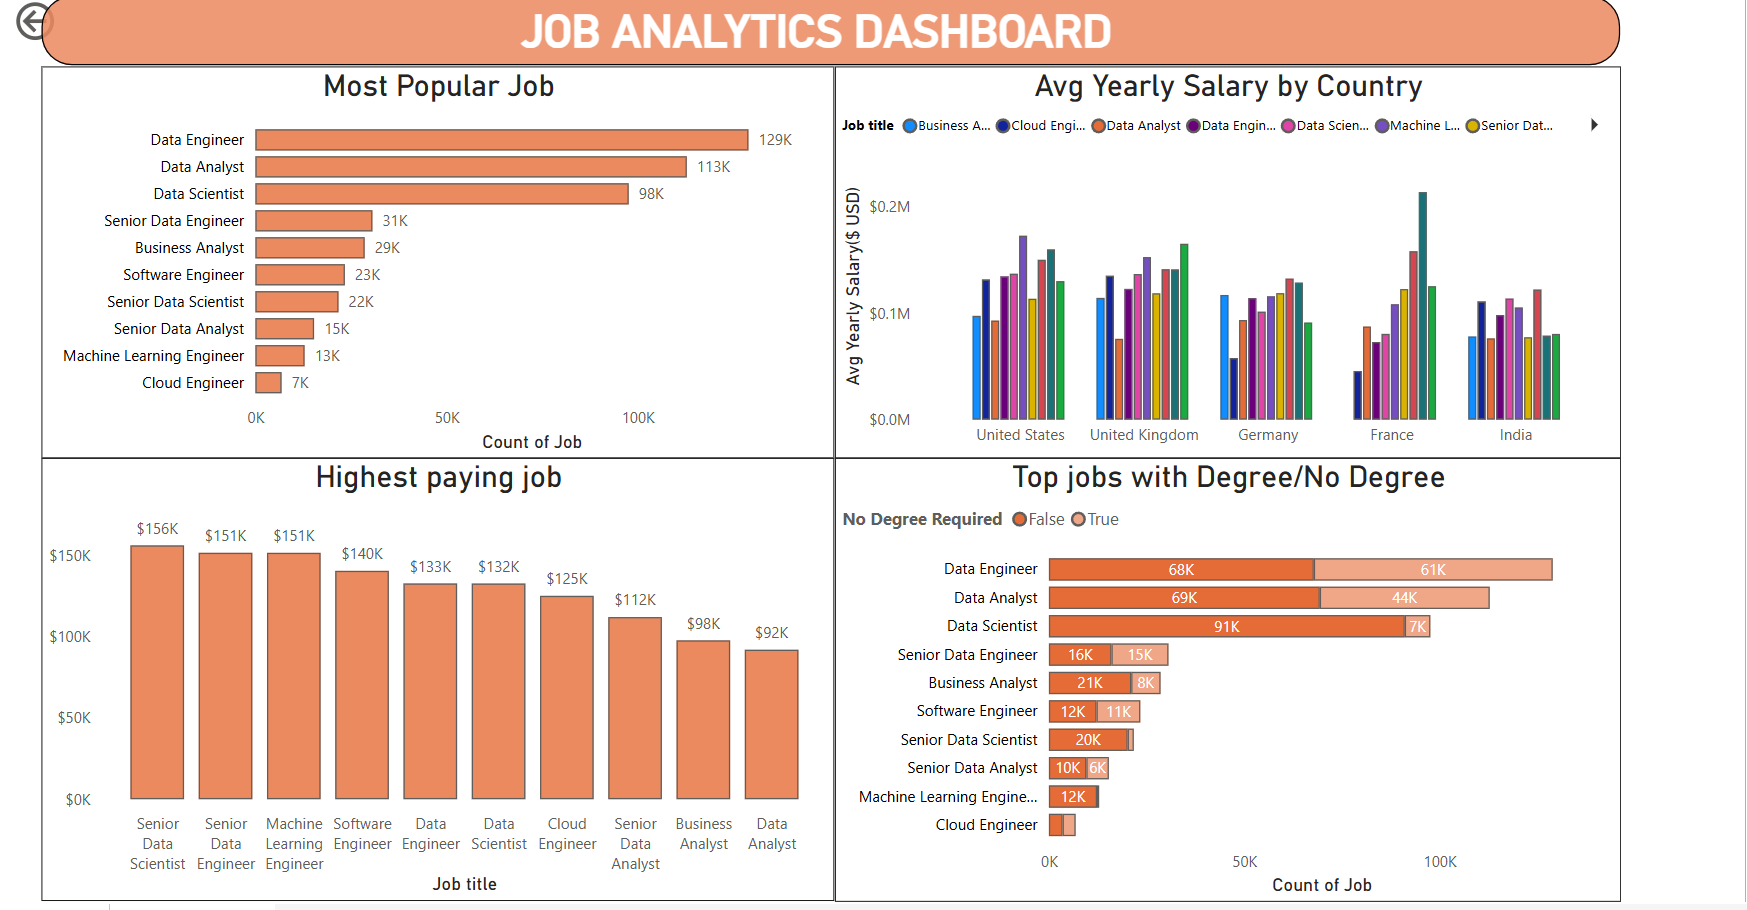 JOB ANALYTICS DASHBOARD
Most Popular Job
Data Engineer 129K
Data Analyst 113K
Data Scientist 98K
Senior Data Engineer 31K
Business Analyst 29K
Software Engineer 23K
Senior Data Scientist 22K
Senior Data Analyst 15K
Machine Learning Engineer 13K
Cloud Engineer 7K
0K 50K 100K
Count of Job
Avg Yearly Salary by Country
Job title Business A... Cloud Engi... Data Analyst Data Engin... Data Scien... Machine L... Senior Dat...
Avg Yearly Salary($ USD)
$0.2M
$0.1M
$0.0M
United States United Kingdom Germany France India
Highest paying job
$156K $151K $151K $140K $133K $132K $125K $112K $98K $92K
$150K
$100K
$50K
$0K
Senior Data Scientist
Senior Data Engineer
Machine Learning Engineer
Software Engineer
Data Engineer
Data Scientist
Cloud Engineer
Senior Data Analyst
Business Analyst
Data Analyst
Job title
Top jobs with Degree/No Degree
No Degree Required False True
Data Engineer 68K 61K
Data Analyst 69K 44K
Data Scientist 91K 7K
Senior Data Engineer 16K 15K
Business Analyst 21K 8K
Software Engineer 12K 11K
Senior Data Scientist 20K
Senior Data Analyst 10K 6K
Machine Learning Engine... 12K
Cloud Engineer
0K 50K 100K
Count of Job